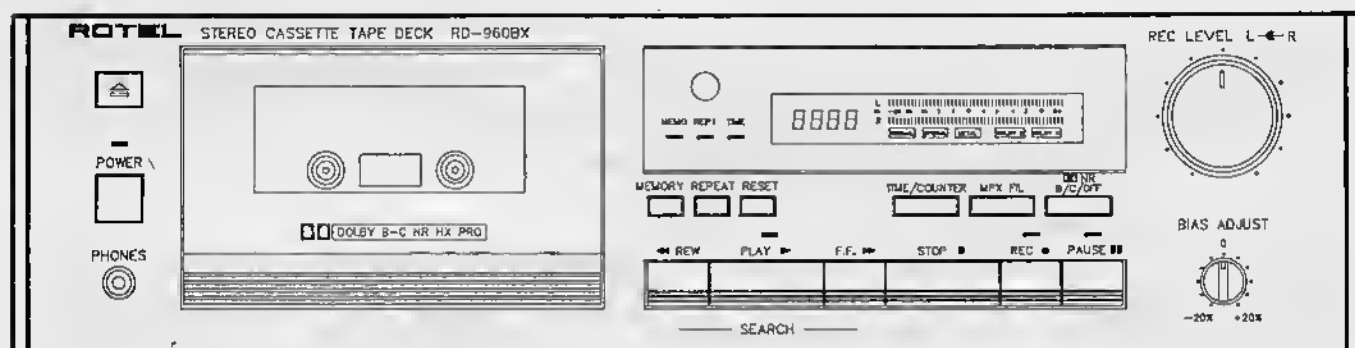 ROTEL STEREO CASSETTE TAPE DECK RD-960BX
REC LEVEL L R
POWER
PHONES
DOLBY B-C NR HX PRO
MEMO REPT TIME
8888
L
R
MEMORY REPEAT RESET
TIME/COUNTER MPX FIL
NR
B/C/OFF
REW PLAY F.F. STOP REC PAUSE
SEARCH
BIAS ADJUST
0
-20% +20%